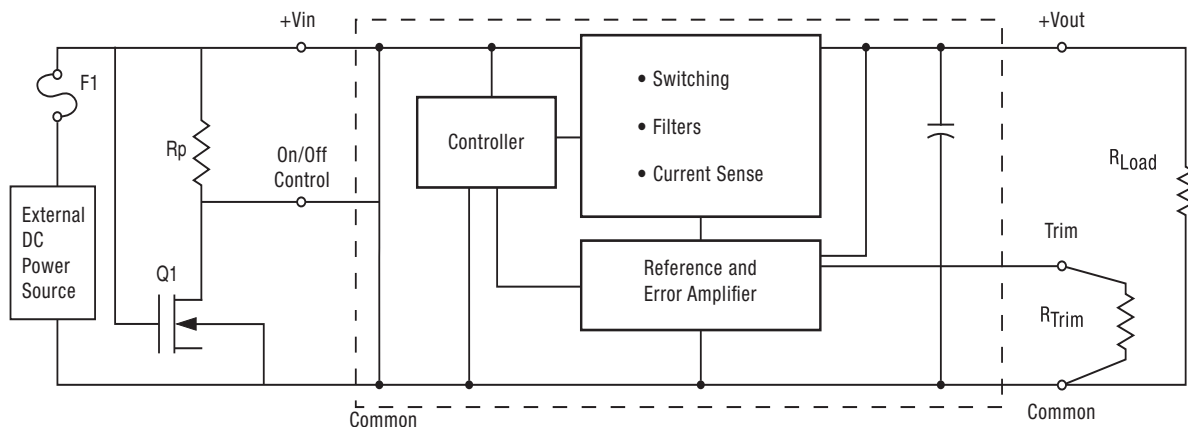 +Vin
+Vout
F1
• Switching
• Filters
• Current Sense
Controller
Rp
On/Off
Control
RLoad
External
DC
Power
Source
Q1
Reference and
Error Amplifier
Trim
RTrim
Common
Common